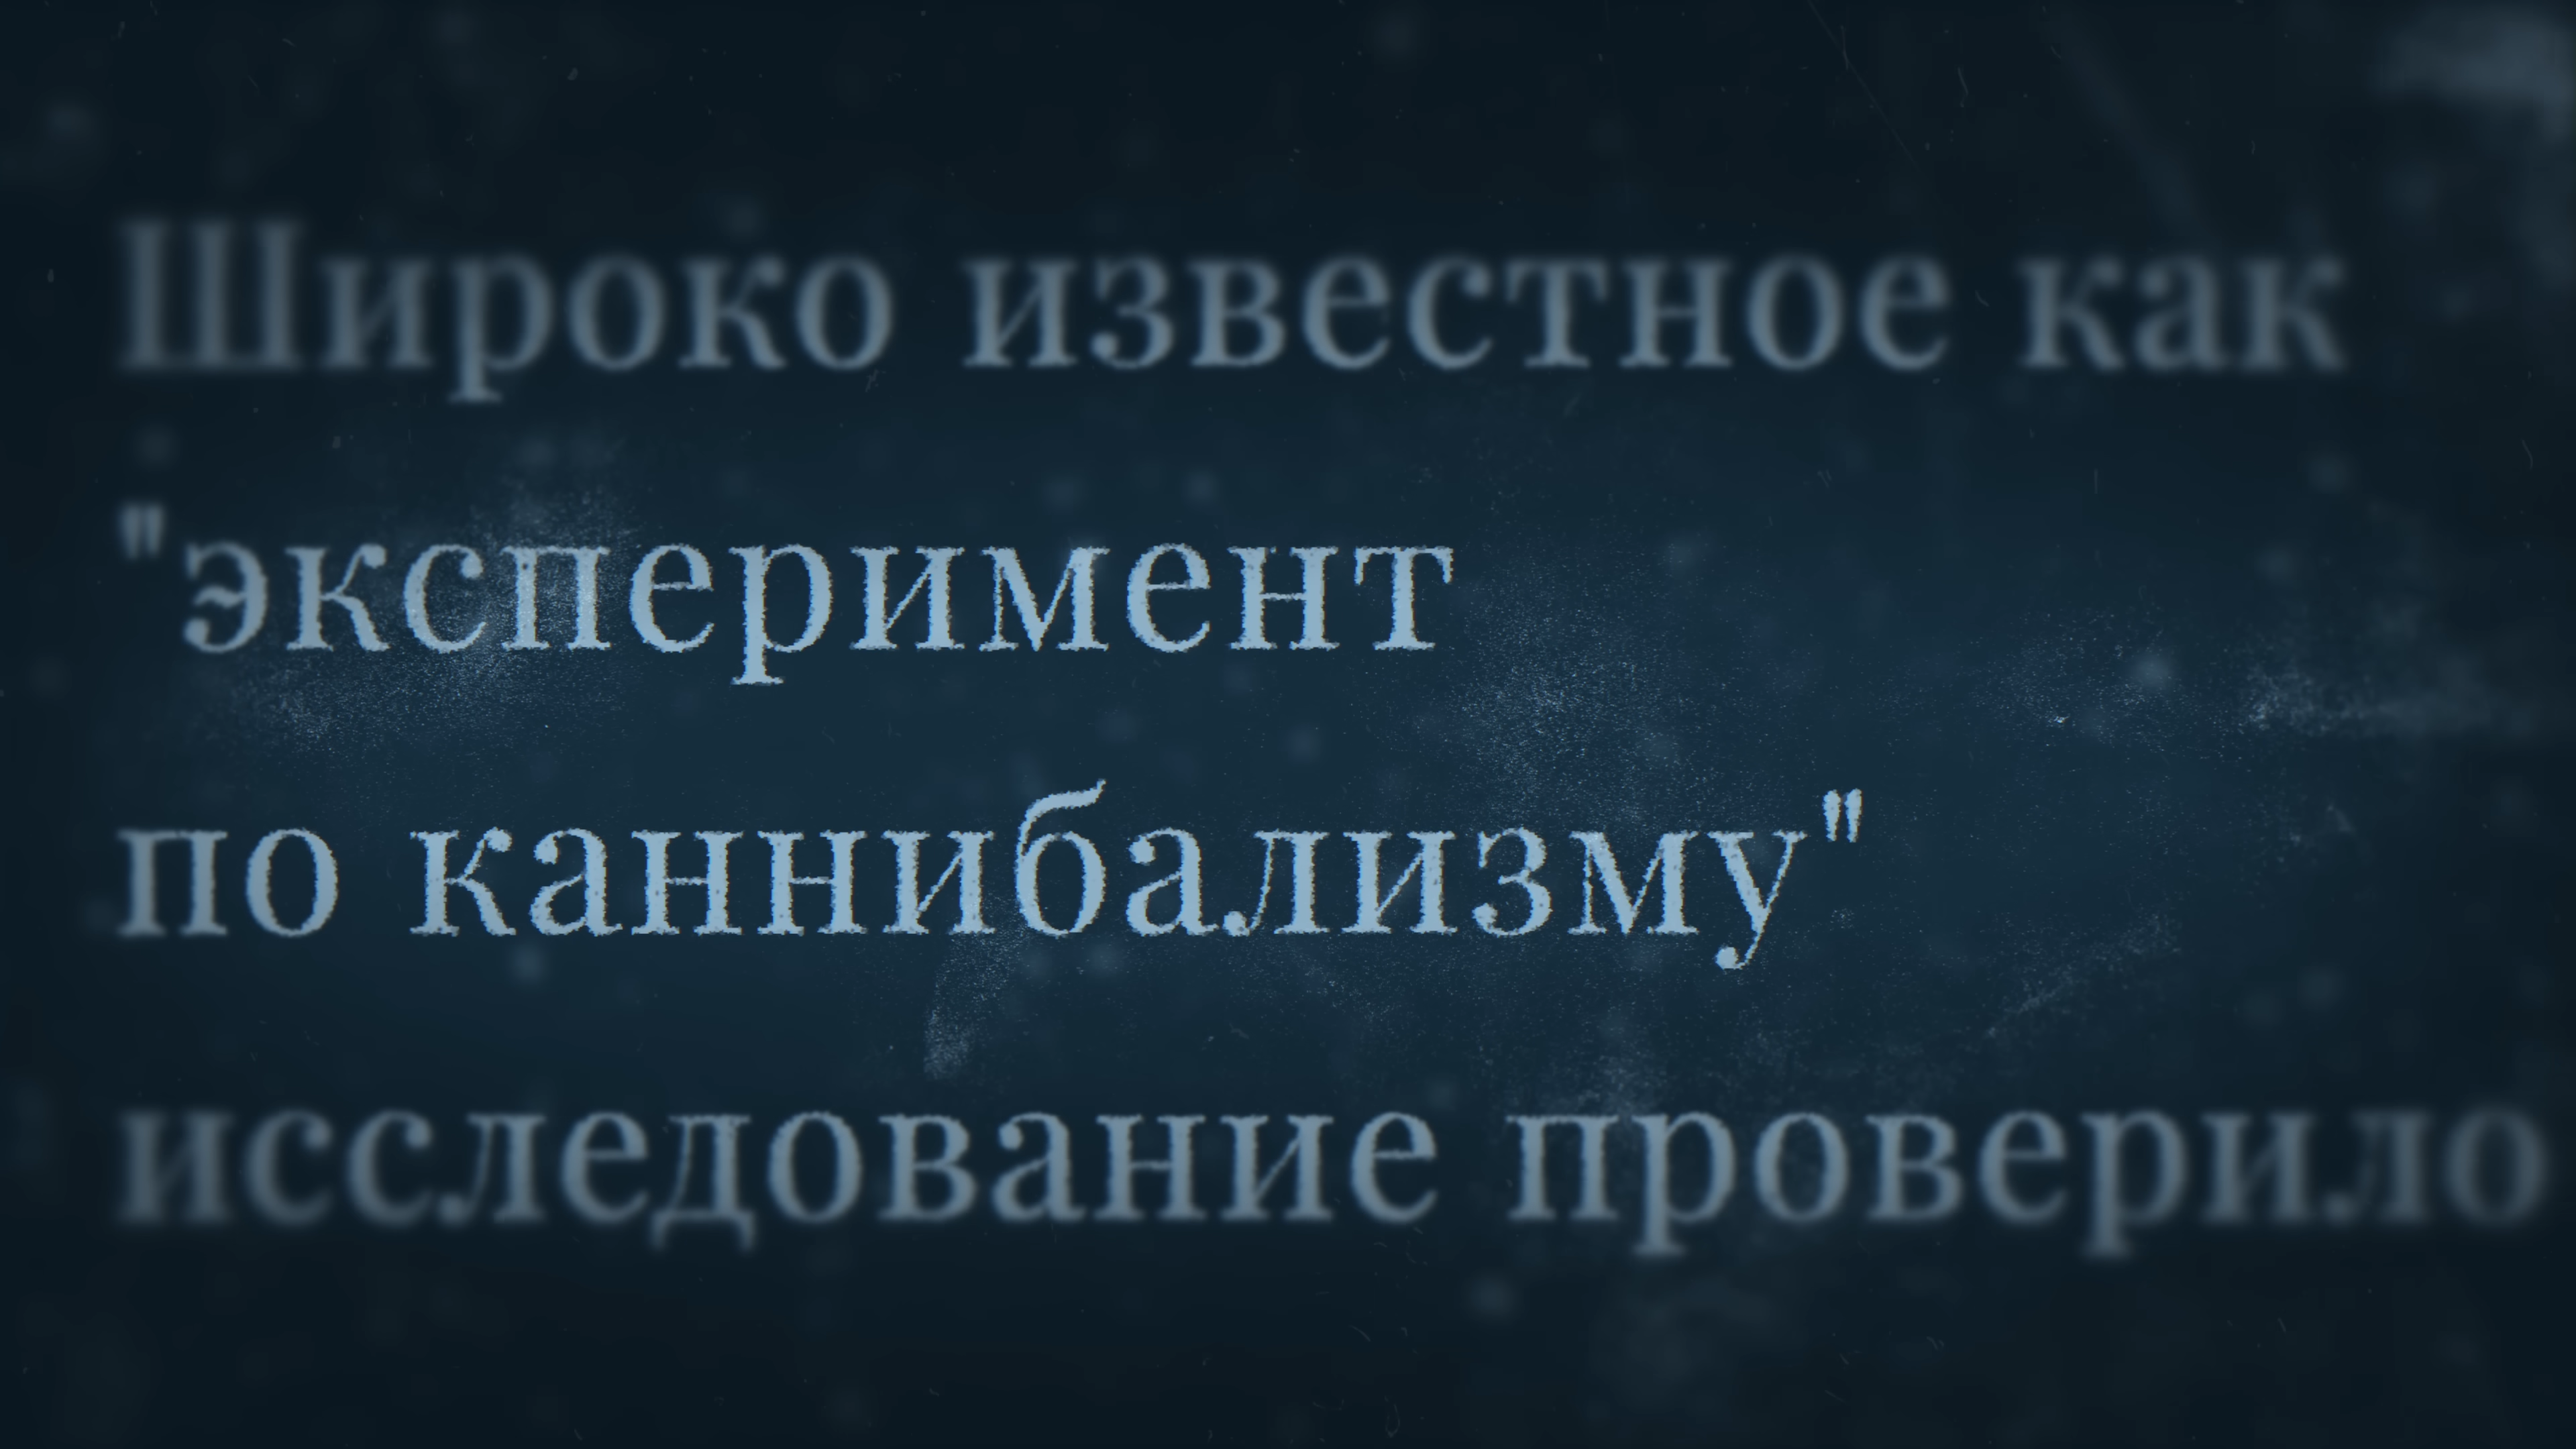 Широко известное как
"эксперимент
по каннибализму"
исследование проверило